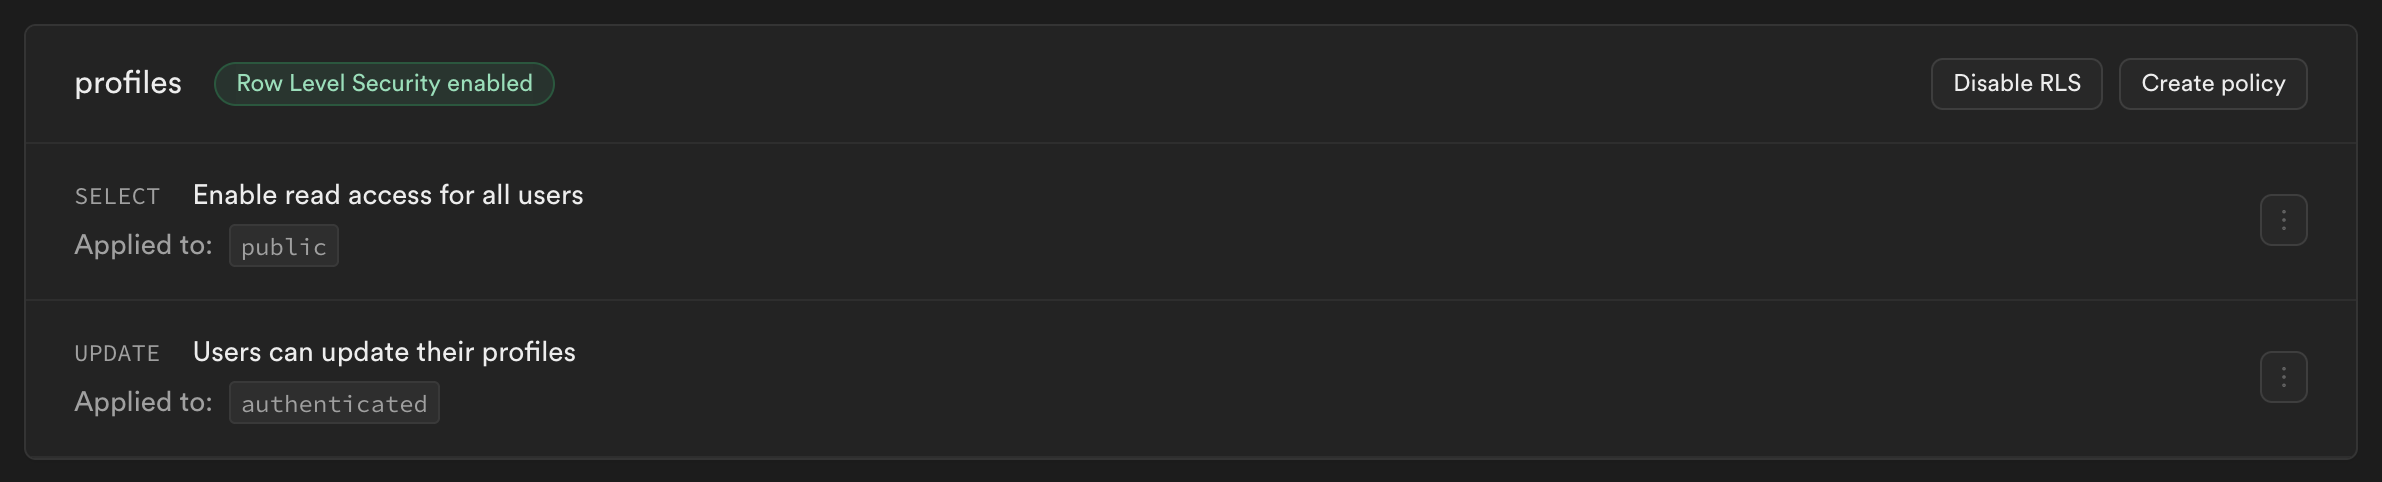 profiles Row Level Security enabled Disable RLS Create policy
SELECT Enable read access for all users
Applied to: public
UPDATE Users can update their profiles
Applied to: authenticated